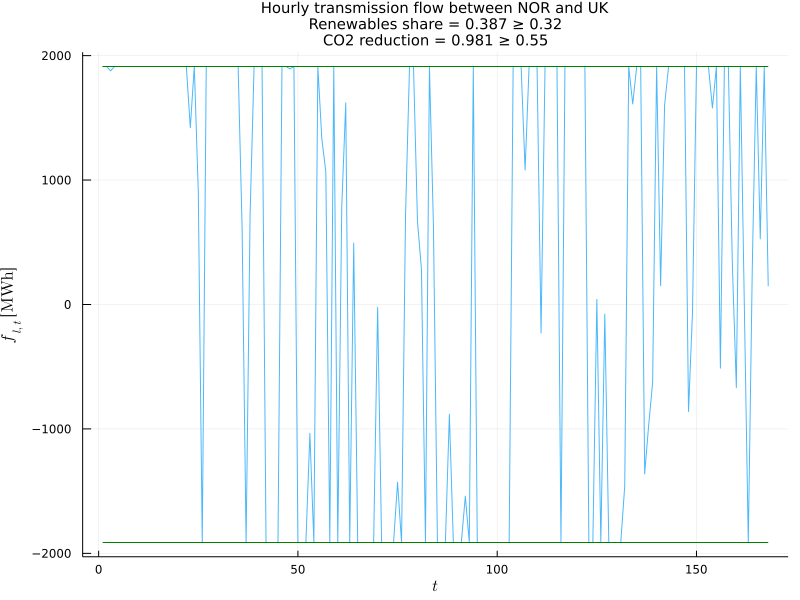 Hourly transmission flow between NOR and UK
Renewables share = 0.387 ≥ 0.32
CO2 reduction = 0.981 ≥ 0.55
2000
1000
0
−1000
−2000
f_{l,t} [MWh]
0
50
100
150
t